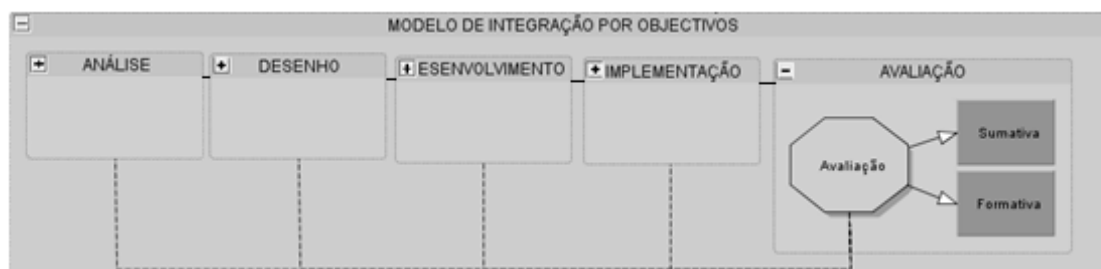 MODELO DE INTEGRAÇÃO POR OBJECTIVOS
ANÁLISE
DESENHO
ESENVOLVIMENTO
IMPLEMENTAÇÃO
AVALIAÇÃO
Avaliação
Sumativa
Formativa